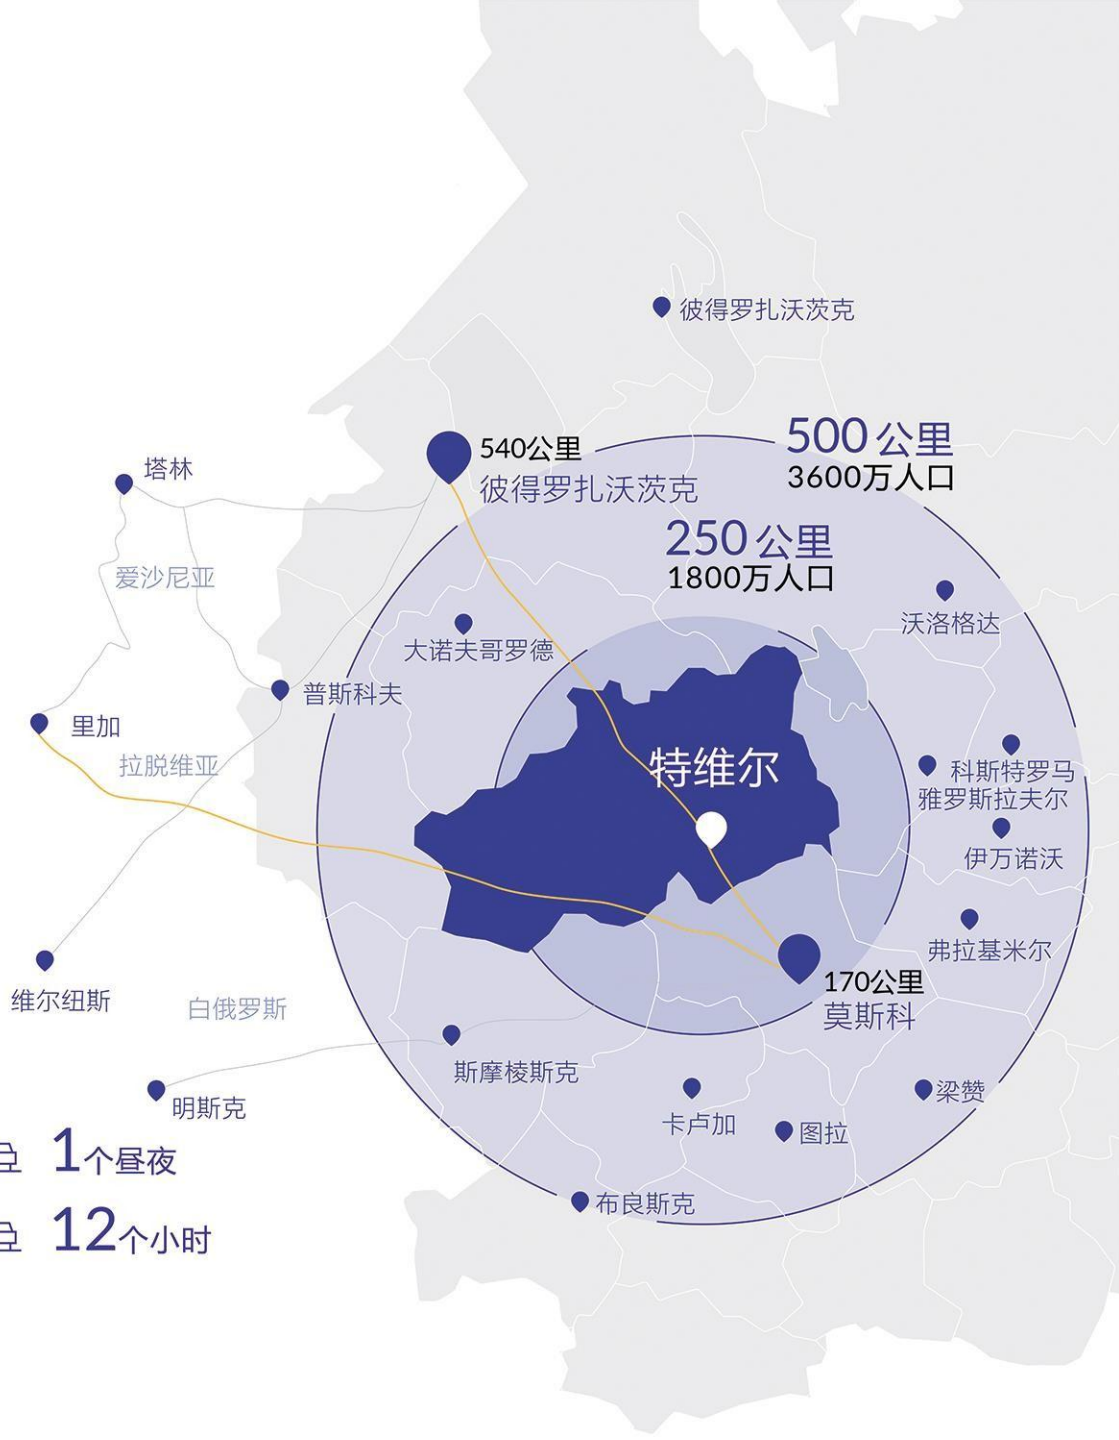 彼得罗扎沃茨克
500公里
3600万人口
540公里
彼得罗扎沃茨克
塔林
250公里
1800万人口
爱沙尼亚
沃洛格达
大诺夫哥罗德
普斯科夫
里加
拉脱维亚
特维尔
科斯特罗马
雅罗斯拉夫尔
伊万诺沃
弗拉基米尔
170公里
莫斯科
维尔纽斯
白俄罗斯
斯摩棱斯克
明斯克
卡卢加
梁赞
图拉
1个昼夜
布良斯克
12个小时